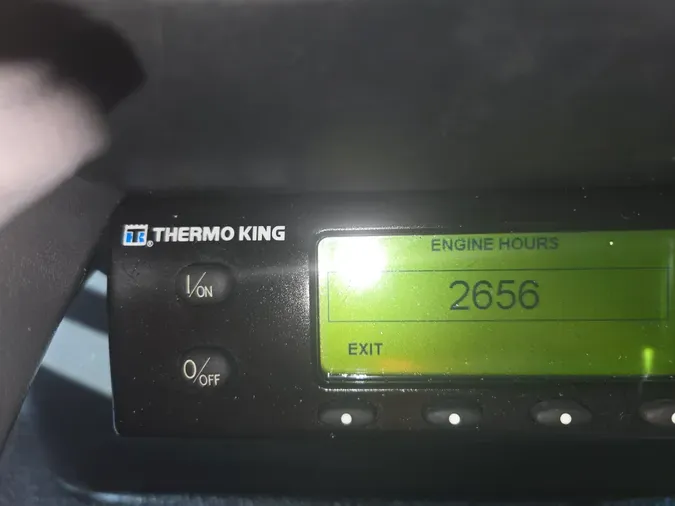 THERMO KING
ENGINE HOURS
I/ON
2656
O/OFF
EXIT